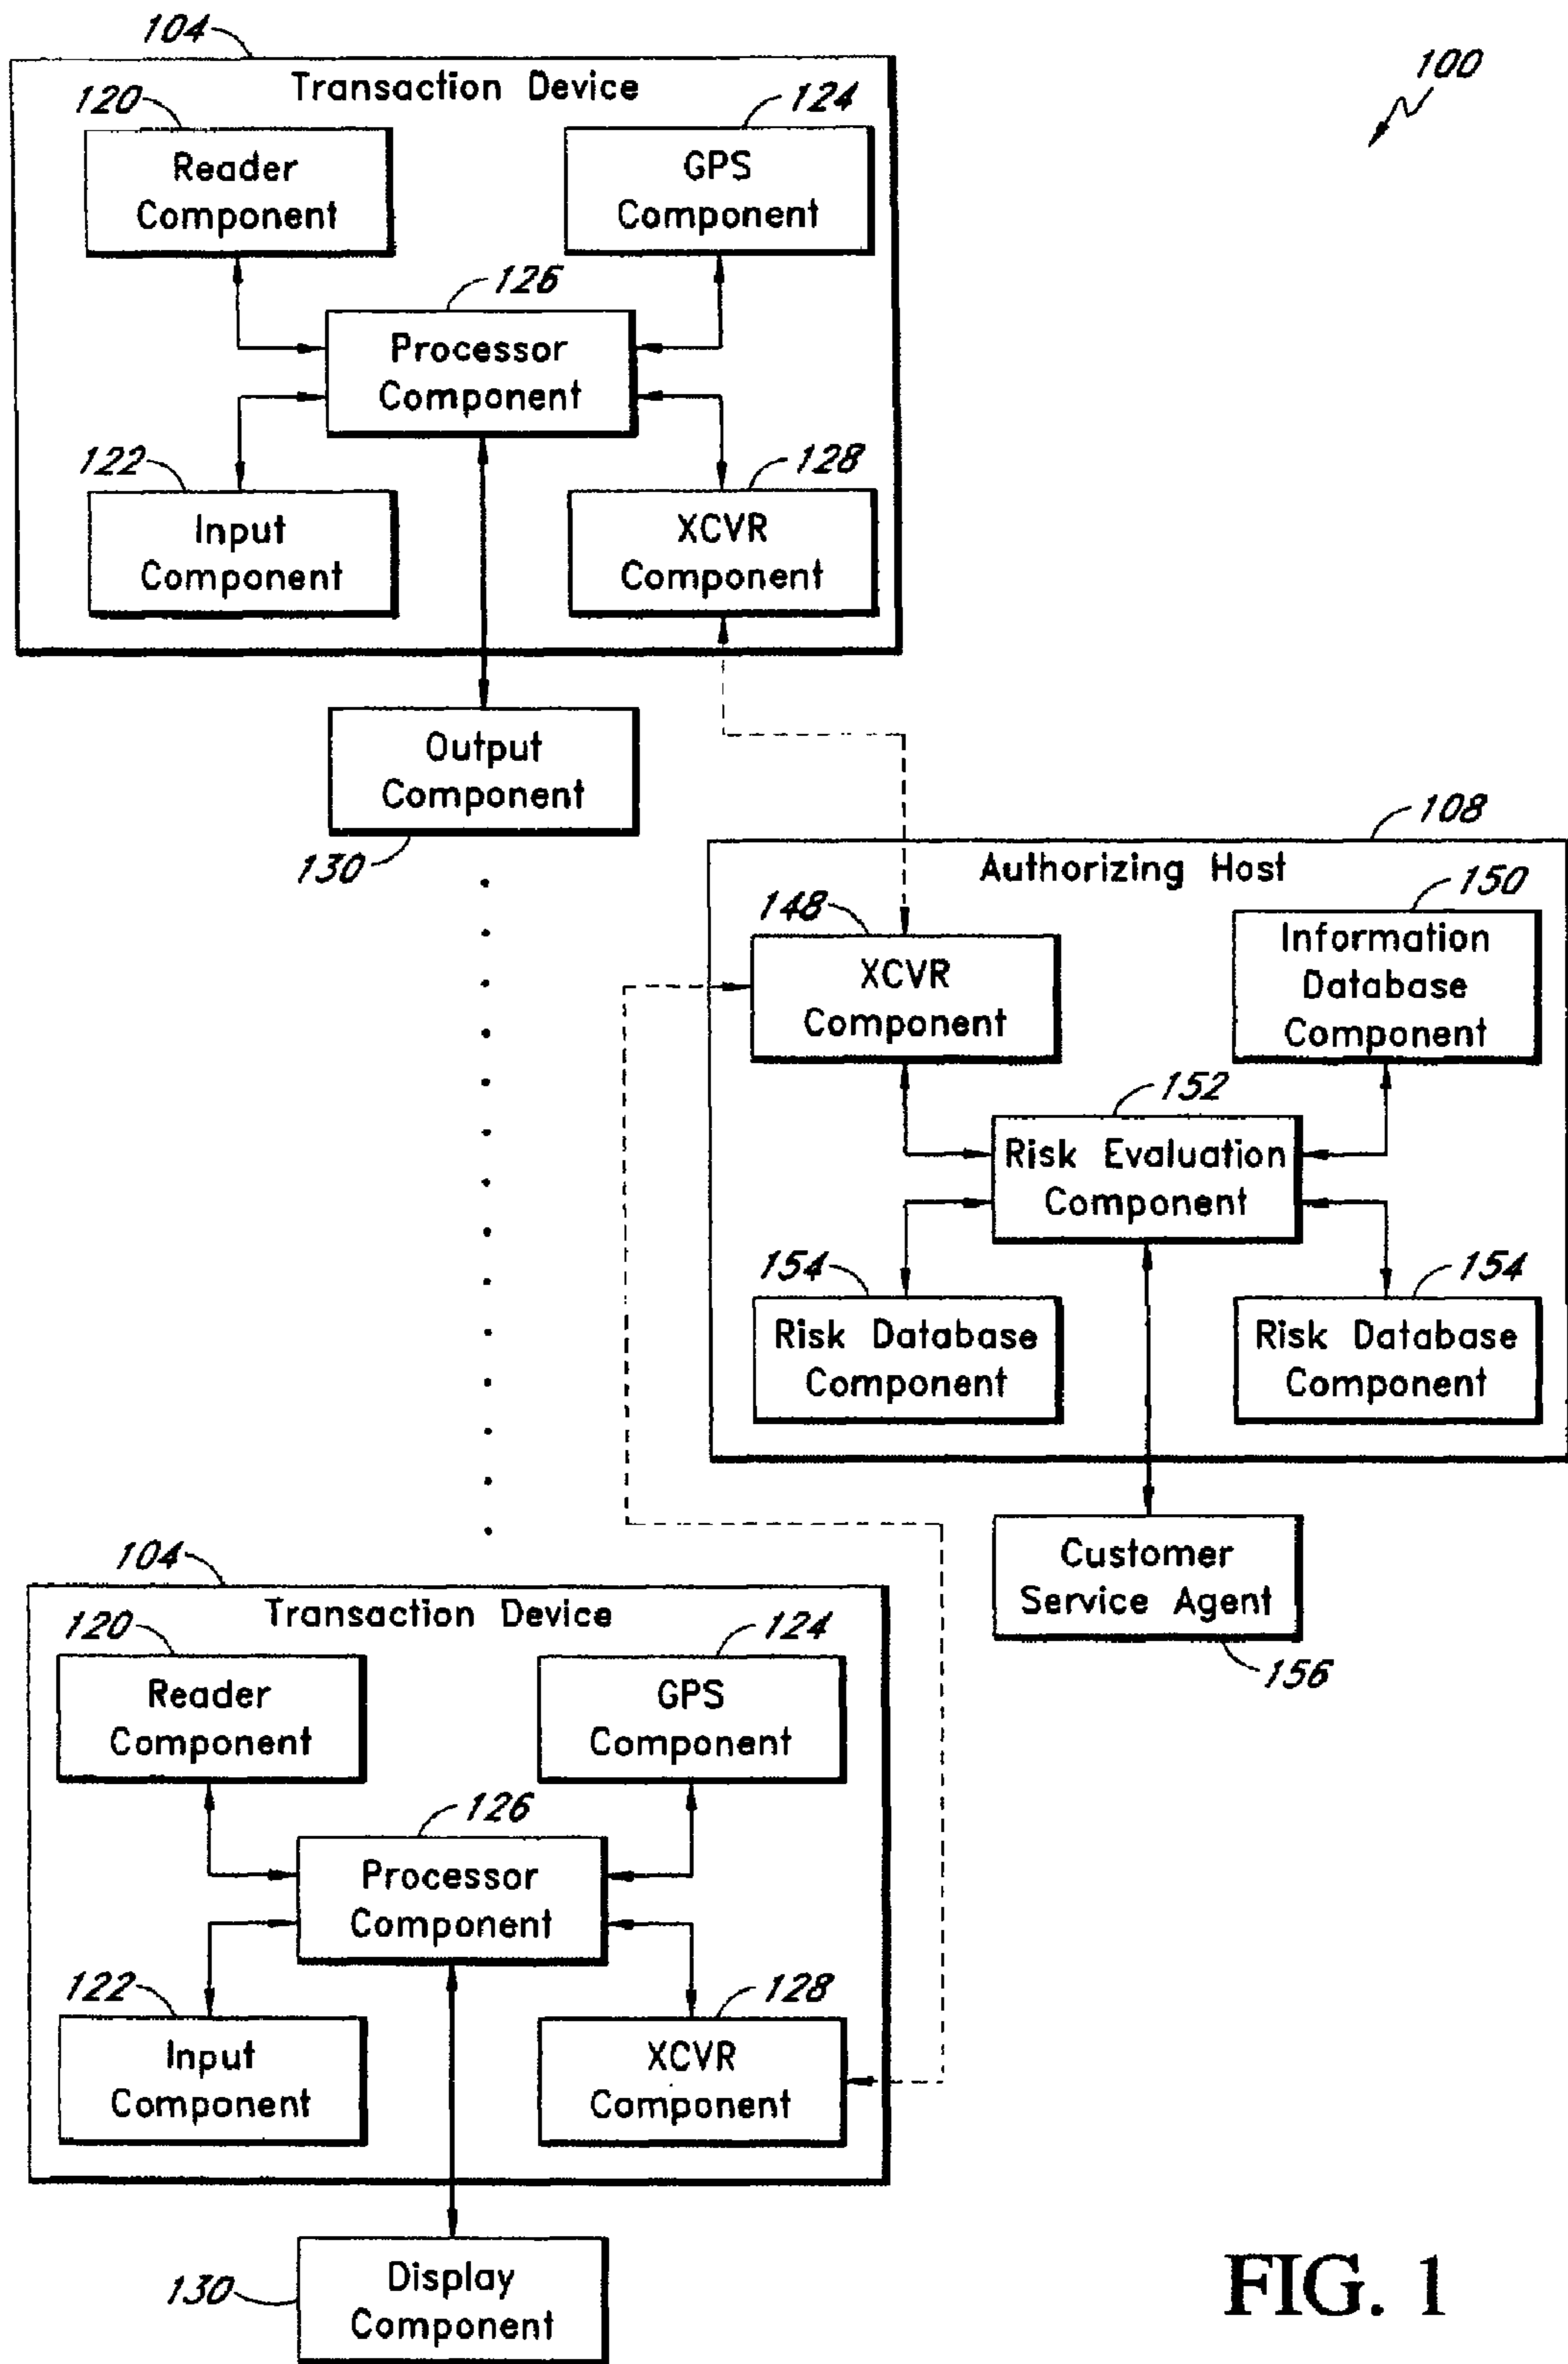 104
100
Transaction Device
120
124
Reader
Component
GPS
Component
126
Processor
Component
122
128
Input
Component
XCVR
Component
Output
Component
130
108
Authorizing Host
148
150
XCVR
Component
Information
Database
Component
152
Risk Evaluation
Component
154
154
Risk Database
Component
Risk Database
Component
Customer
Service Agent
156
104
Transaction Device
120
124
Reader
Component
GPS
Component
126
Processor
Component
122
128
Input
Component
XCVR
Component
Display
Component
130
FIG. 1